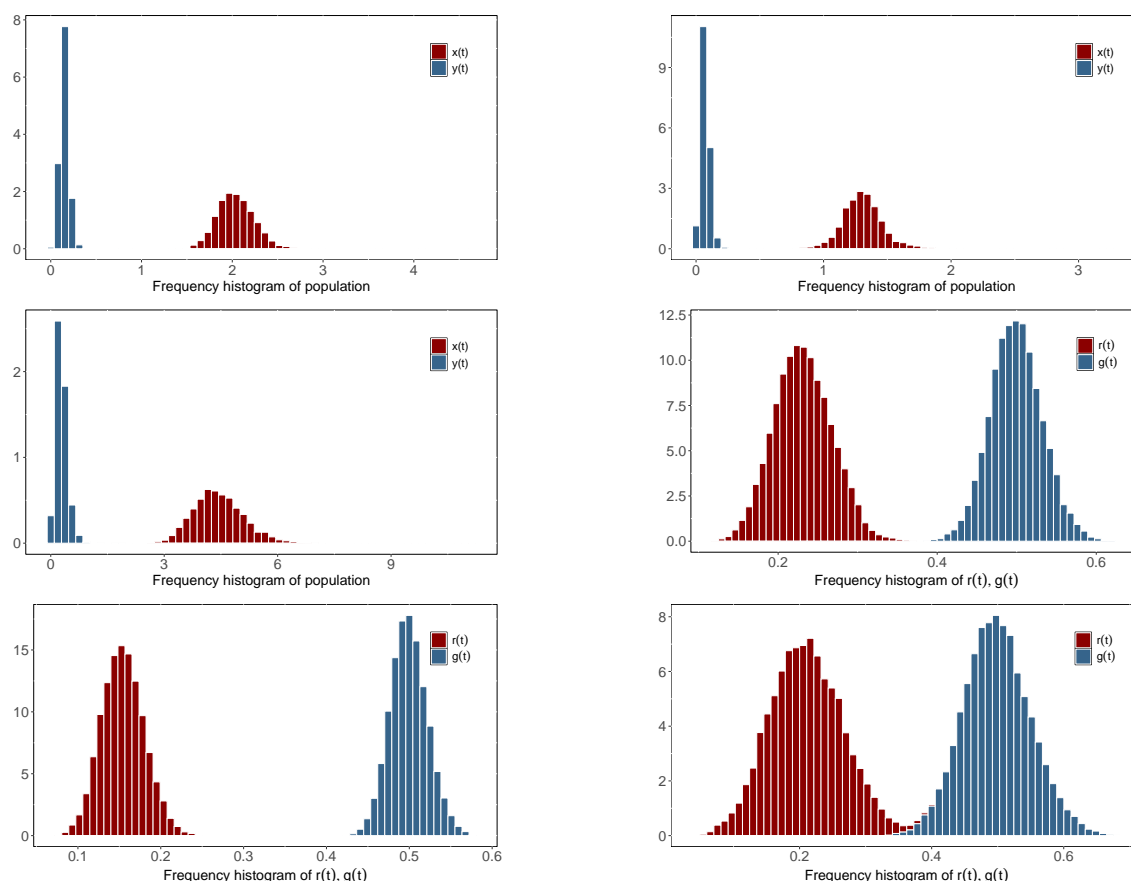 8
6
4
2
0
x(t)
y(t)
0 1 2 3 4
Frequency histogram of population
9
6
3
0
x(t)
y(t)
0 1 2 3
Frequency histogram of population
2
1
0
x(t)
y(t)
0 3 6 9
Frequency histogram of population
12.5
10.0
7.5
5.0
2.5
0.0
r(t)
g(t)
0.2 0.4 0.6
Frequency histogram of r(t), g(t)
15
10
5
0
r(t)
g(t)
0.1 0.2 0.3 0.4 0.5 0.6
Frequency histogram of r(t), g(t)
8
6
4
2
0
r(t)
g(t)
0.2 0.4 0.6
Frequency histogram of r(t), g(t)